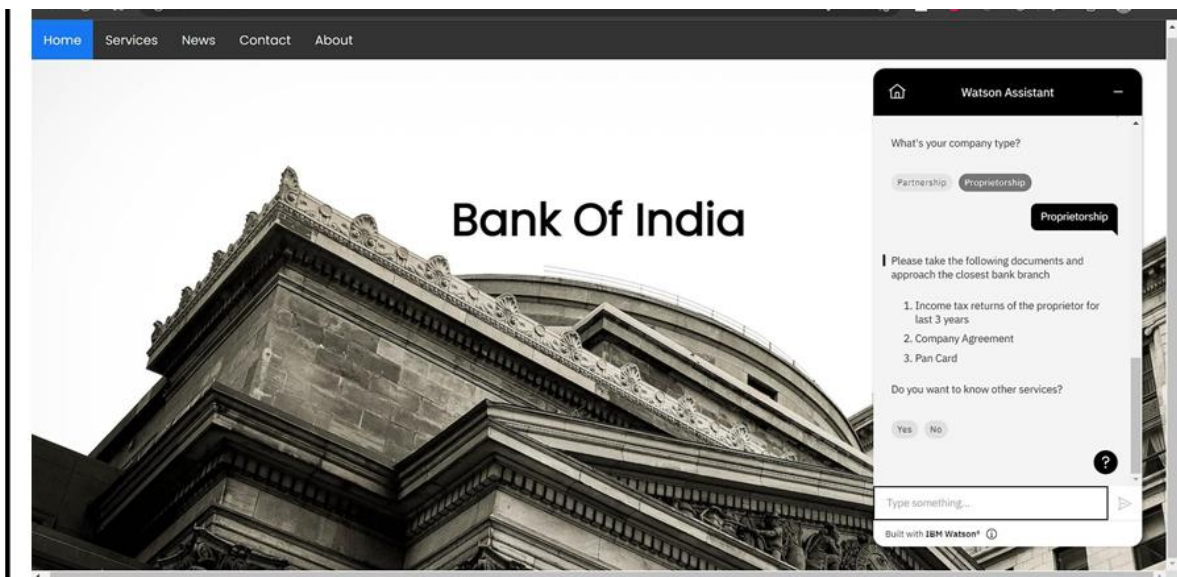 Home Services News Contact About
Bank Of India
Watson Assistant
What's your company type?
Partnership Proprietorship
Proprietorship
Please take the following documents and
approach the closest bank branch
1. Income tax returns of the proprietor for
last 3 years
2. Company Agreement
3. Pan Card
Do you want to know other services?
Yes No
?
Type something...
Built with IBM Watson®